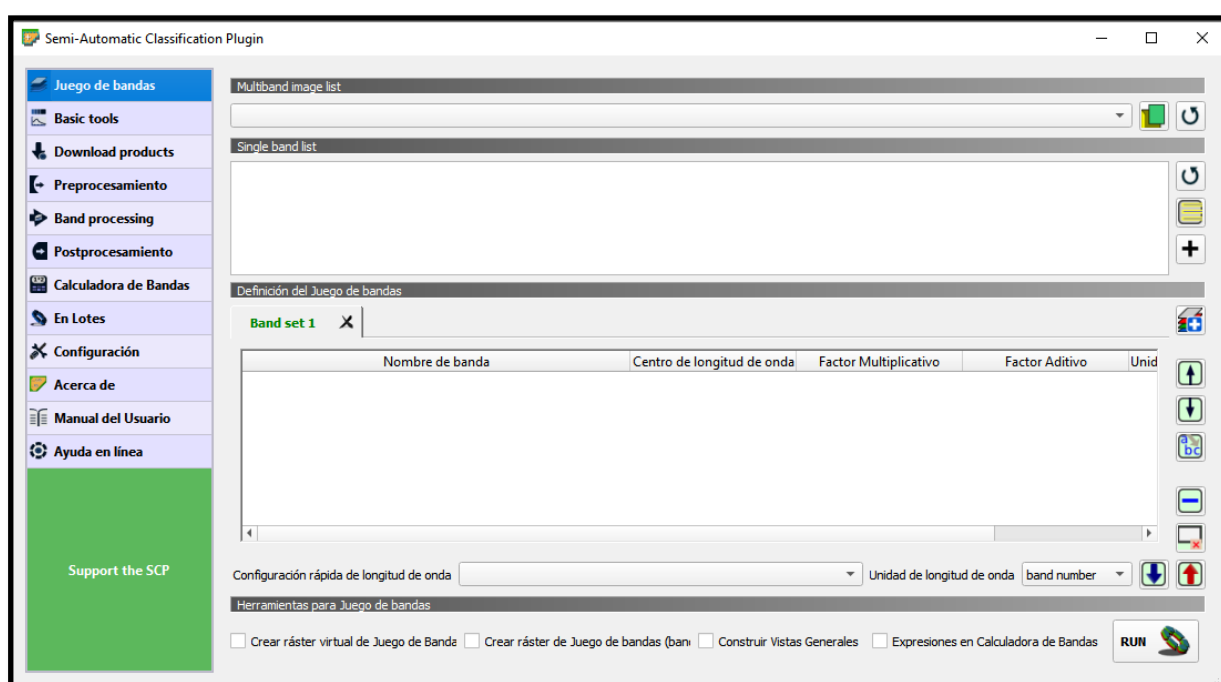 Semi-Automatic Classification Plugin
Juego de bandas
Basic tools
Download products
Preprocesamiento
Band processing
Postprocesamiento
Calculadora de Bandas
En Lotes
Configuración
Acerca de
Manual del Usuario
Ayuda en línea
Support the SCP
Multiband image list
Single band list
Definición del Juego de bandas
Band set 1
Nombre de banda Centro de longitud de onda Factor Multiplicativo Factor Aditivo Unid
Configuración rápida de longitud de onda Unidad de longitud de onda band number
Herramientas para Juego de bandas
Crear ráster virtual de Juego de Banda Crear ráster de Juego de bandas (ban Construir Vistas Generales Expresiones en Calculadora de Bandas RUN